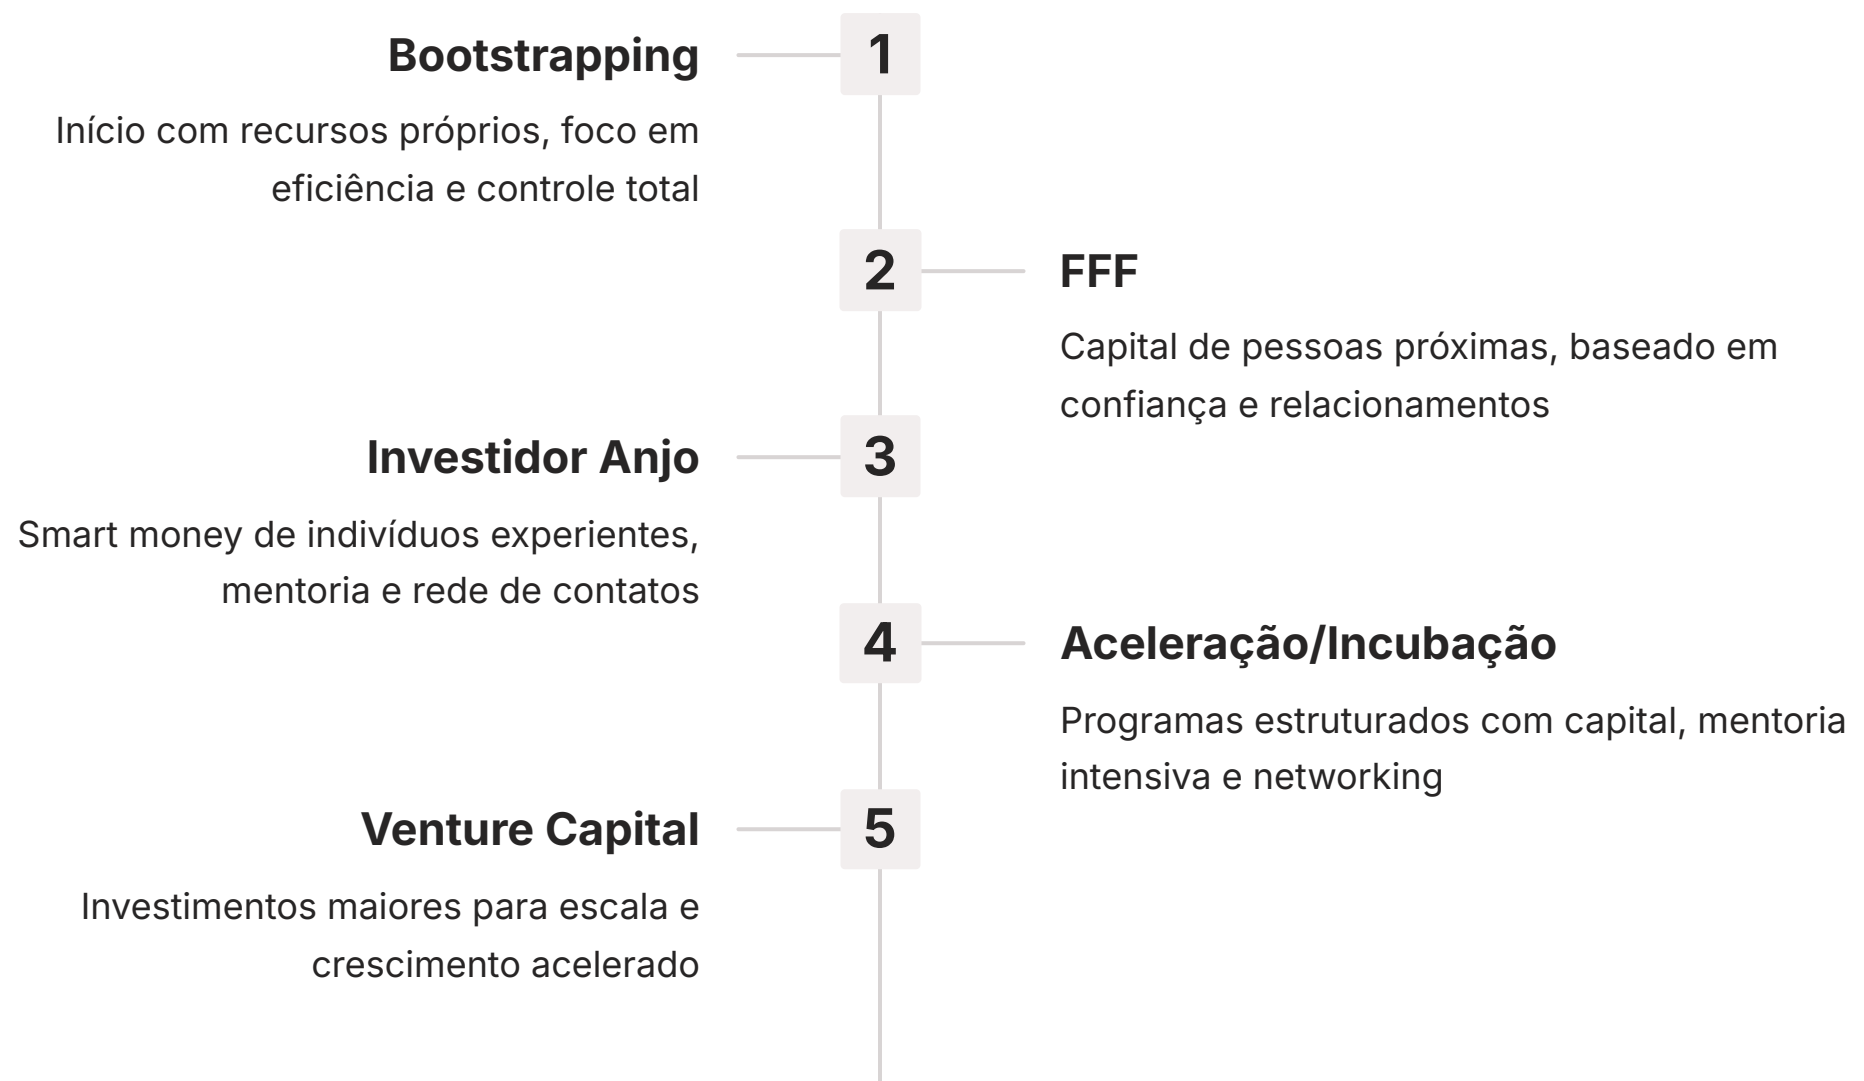 Bootstrapping
1
Início com recursos próprios, foco em
eficiência e controle total
2
FFF
Capital de pessoas próximas, baseado em
confiança e relacionamentos
Investidor Anjo
3
Smart money de indivíduos experientes,
mentoria e rede de contatos
4
Aceleração/Incubação
Programas estruturados com capital, mentoria
intensiva e networking
Venture Capital
5
Investimentos maiores para escala e
crescimento acelerado